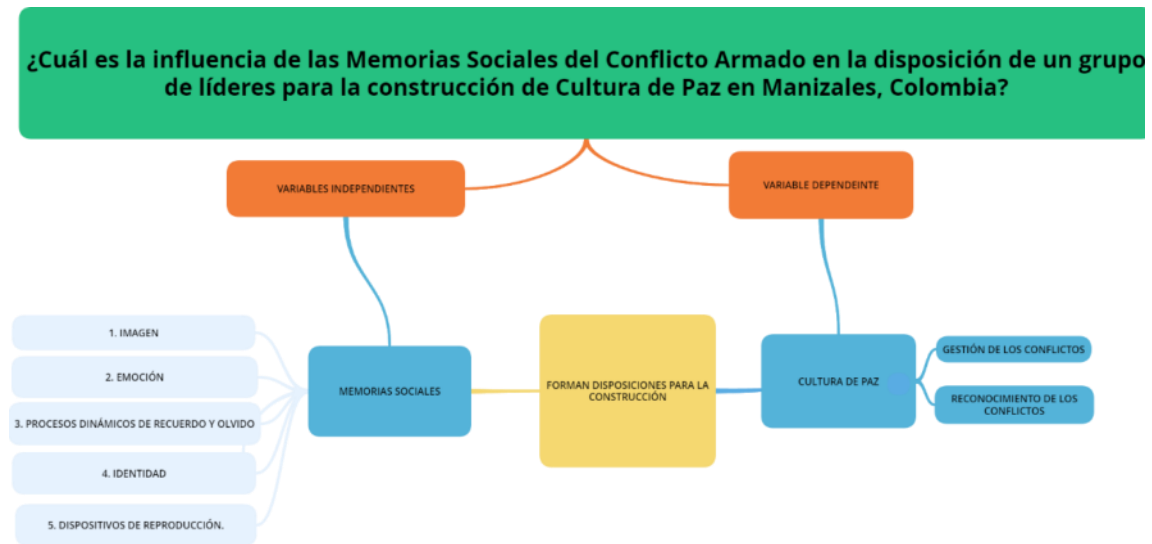 ¿Cuál es la influencia de las Memorias Sociales del Conflicto Armado en la disposición de un grupo
de líderes para la construcción de Cultura de Paz en Manizales, Colombia?
VARIABLES INDEPENDIENTES
VARIABLE DEPENDEINTE
1. IMAGEN
2. EMOCIÓN
3. PROCESOS DINÁMICOS DE RECUERDO Y OLVIDO
4. IDENTIDAD
5. DISPOSITIVOS DE REPRODUCCIÓN.
MEMORIAS SOCIALES
FORMAN DISPOSICIONES PARA LA
CONSTRUCCIÓN
CULTURA DE PAZ
GESTIÓN DE LOS CONFLICTOS
RECONOCIMIENTO DE LOS
CONFLICTOS